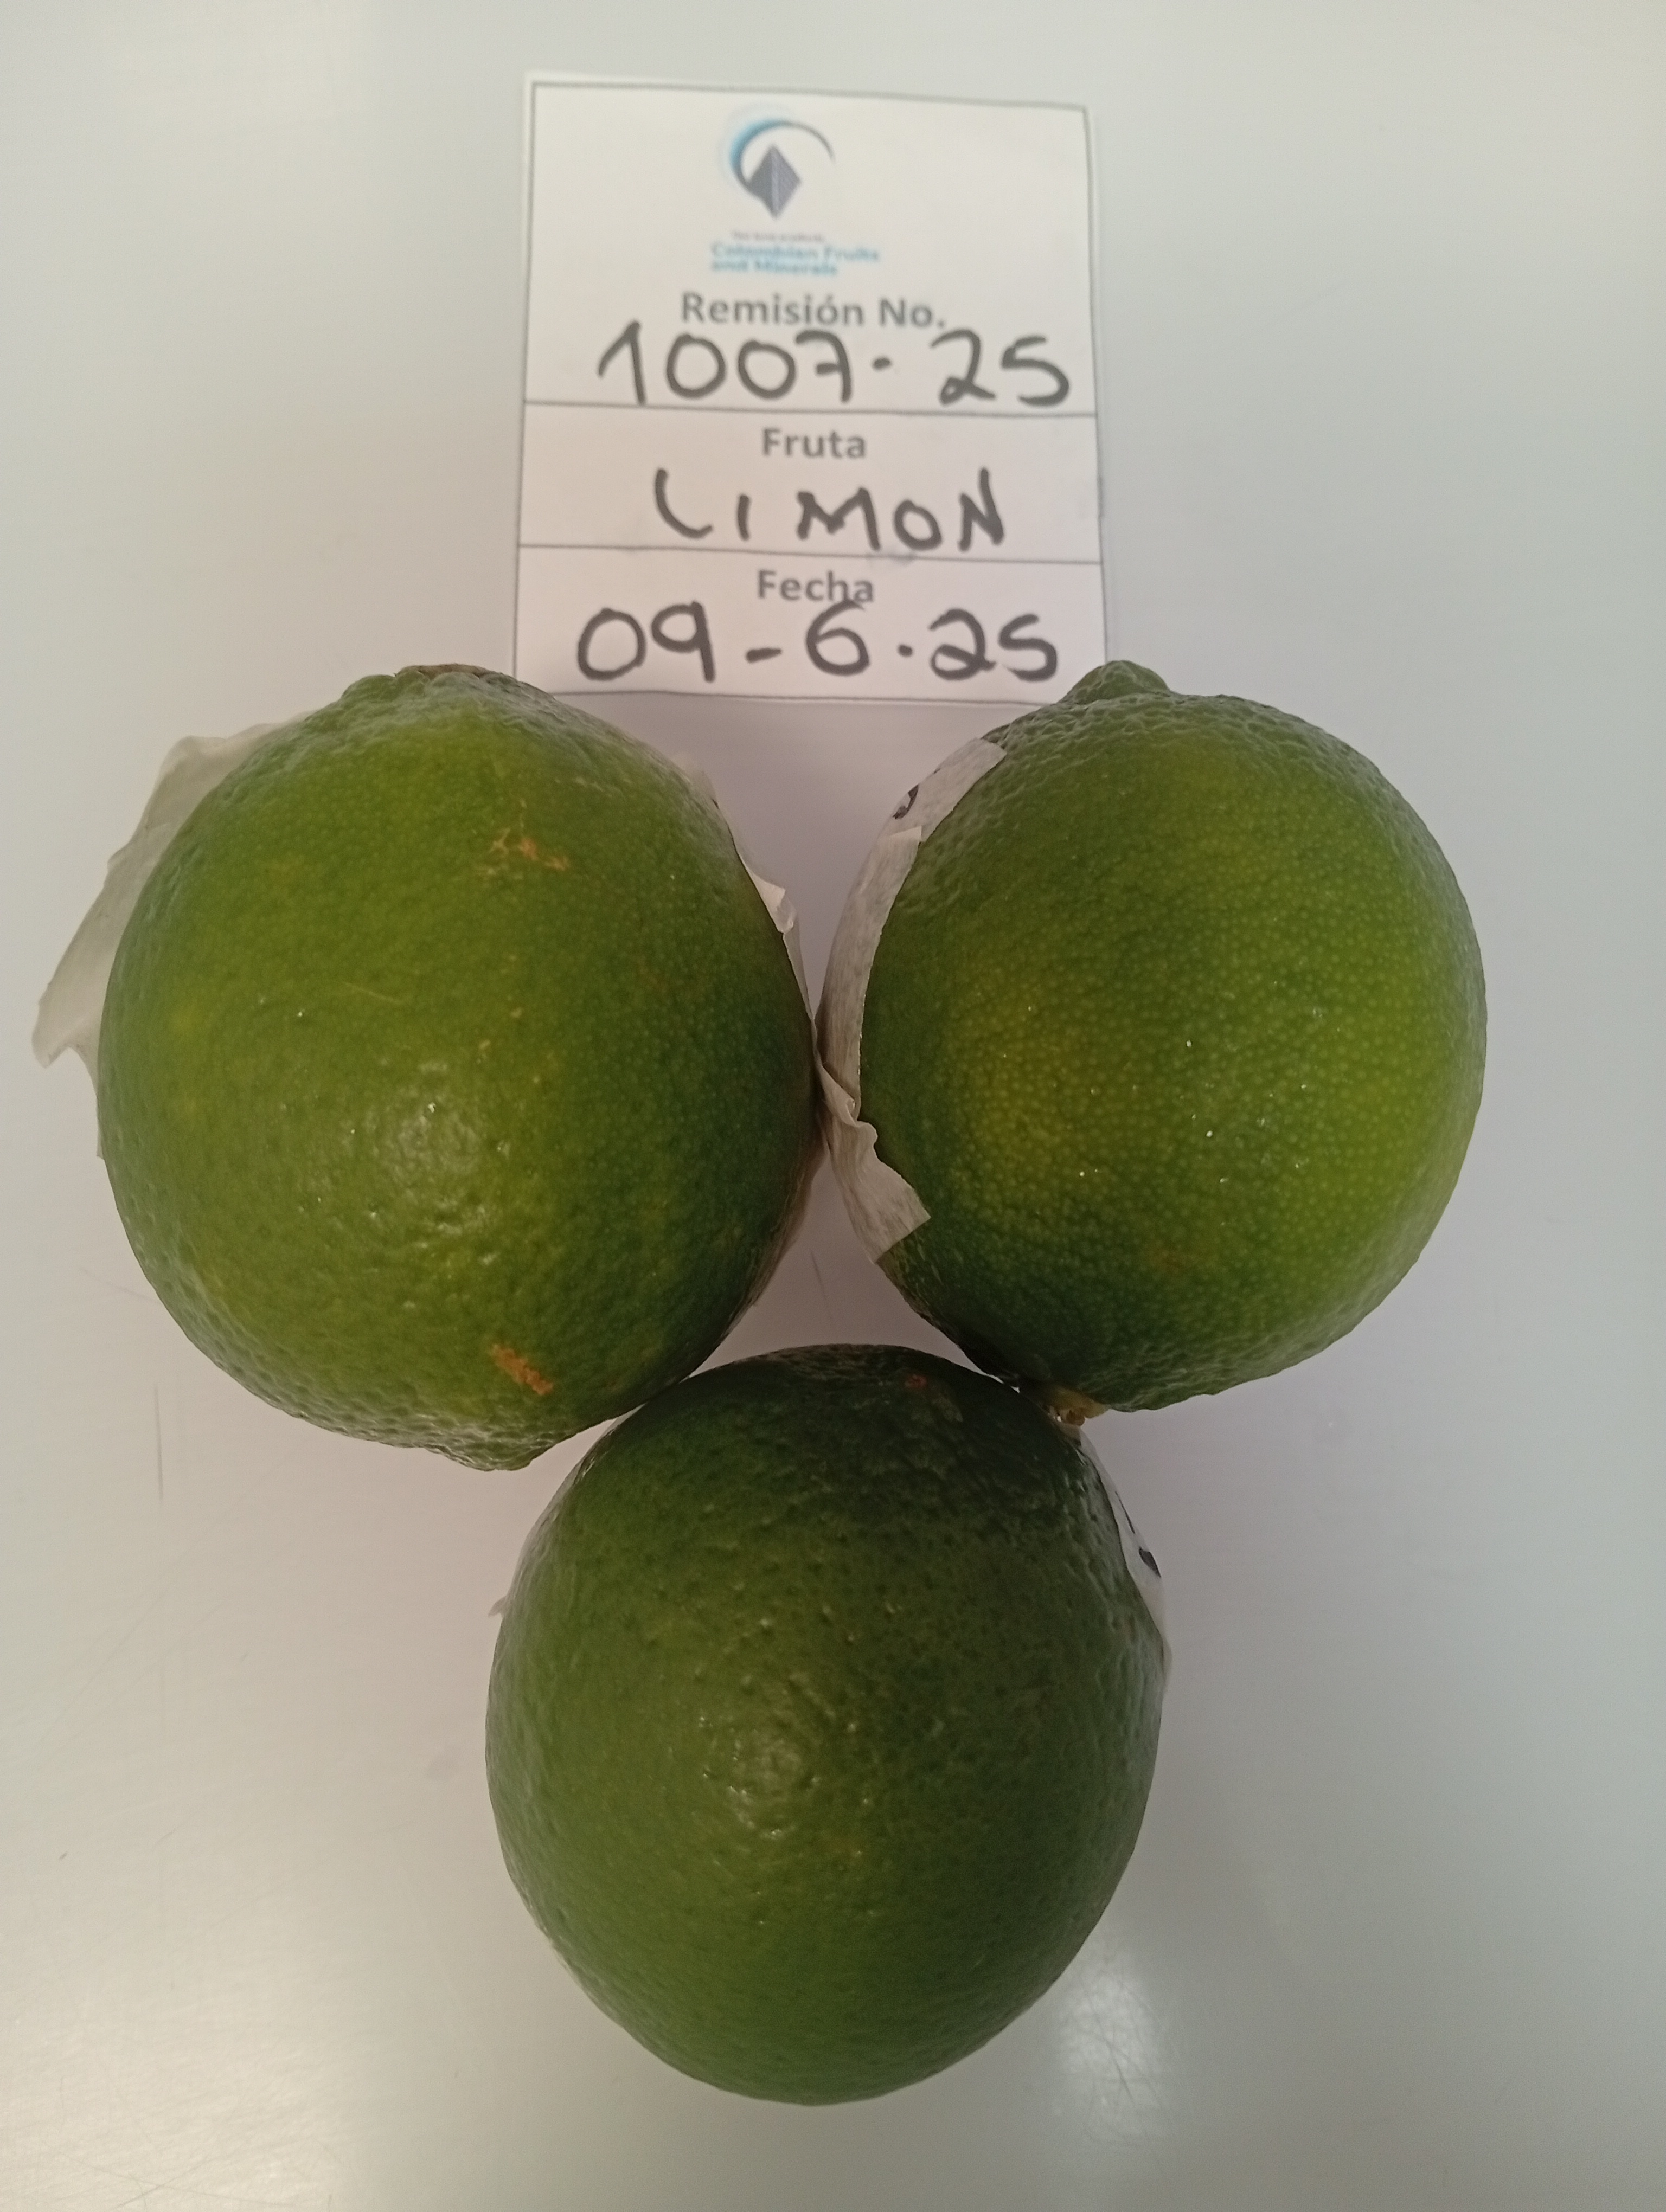 Colombian Fruits
and Minerals
Remisión No.
1007-25
Fruta
LIMON
Fecha
09-6-25